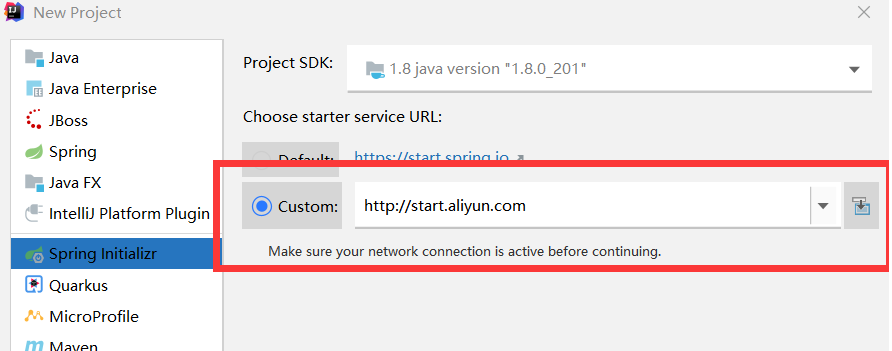 New Project
Java
Java Enterprise
JBoss
Spring
Java FX
IntelliJ Platform Plugin
Spring Initializr
Quarkus
MicroProfile
Maven
Project SDK:
1.8 java version "1.8.0_201"
Choose starter service URL:
Default: https://start.spring.io
Custom: http://start.aliyun.com
Make sure your network connection is active before continuing.